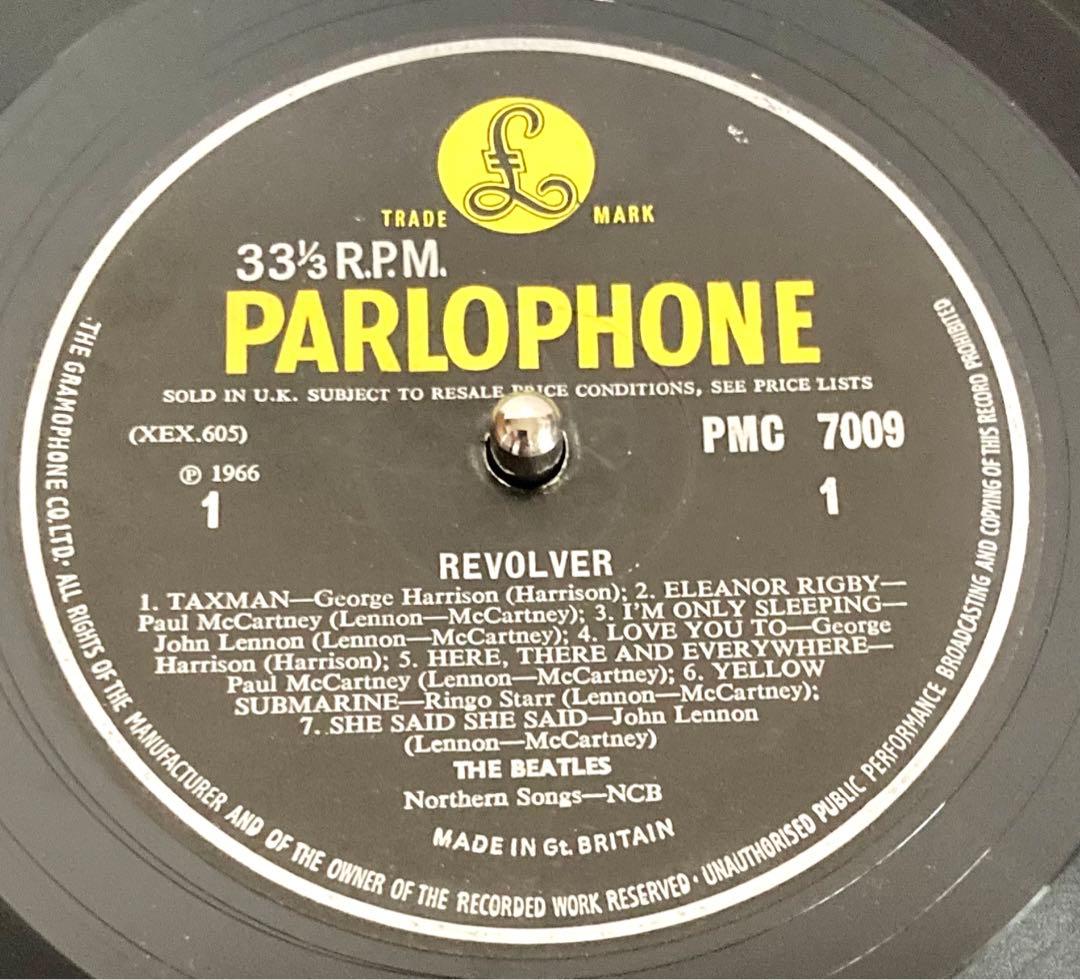 £
TRADE MARK
33⅓ R.P.M.
PARLOPHONE
SOLD IN U.K. SUBJECT TO RESALE PRICE CONDITIONS, SEE PRICE LISTS
(XEX.605)
PMC 7009
℗ 1966
1
1
REVOLVER
1. TAXMAN—George Harrison (Harrison); 2. ELEANOR RIGBY—
Paul McCartney (Lennon—McCartney); 3. I'M ONLY SLEEPING—
John Lennon (Lennon—McCartney); 4. LOVE YOU TO—George
Harrison (Harrison); 5. HERE, THERE AND EVERYWHERE—
Paul McCartney (Lennon—McCartney); 6. YELLOW
SUBMARINE—Ringo Starr (Lennon—McCartney);
7. SHE SAID SHE SAID—John Lennon
(Lennon—McCartney)
THE BEATLES
Northern Songs—NCB
MADE IN Gt. BRITAIN
THE GRAMOPHONE CO. LTD. · ALL RIGHTS OF THE MANUFACTURER AND OF THE OWNER OF THE RECORDED WORK RESERVED · UNAUTHORISED PUBLIC PERFORMANCE BROADCASTING AND COPYING OF THIS RECORD PROHIBITED